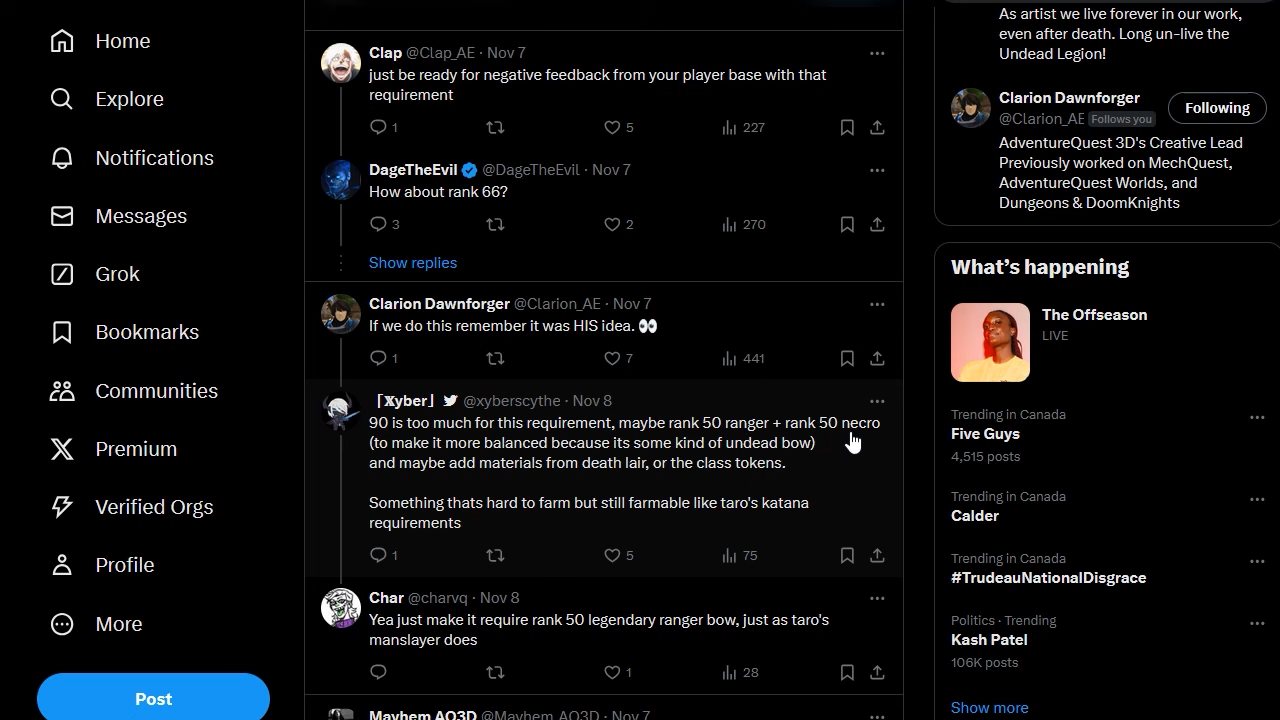 Home
Explore
Notifications
Messages
Grok
Bookmarks
Communities
Premium
Verified Orgs
Profile
More
Post
Clap @Clap_AE · Nov 7
just be ready for negative feedback from your player base with that
requirement
1 5 227
DageTheEvil @DageTheEvil · Nov 7
How about rank 66?
3 2 270
Show replies
Clarion Dawnforger @Clarion_AE · Nov 7
If we do this remember it was HIS idea. 👀
1 7 441
「𝕏yber」 @xyberscythe · Nov 8
90 is too much for this requirement, maybe rank 50 ranger + rank 50 necro
(to make it more balanced because its some kind of undead bow)
and maybe add materials from death lair, or the class tokens.
Something thats hard to farm but still farmable like taro's katana
requirements
1 5 75
Char @charvq · Nov 8
Yea just make it require rank 50 legendary ranger bow, just as taro's
manslayer does
1 28
Mayhem AQ3D @Mayhem_AQ3D · Nov 7
As artist we live forever in our work,
even after death. Long un-live the
Undead Legion!
Clarion Dawnforger
@Clarion_AE Follows you
Following
AdventureQuest 3D's Creative Lead
Previously worked on MechQuest,
AdventureQuest Worlds, and
Dungeons & DoomKnights
What's happening
The Offseason
LIVE
Trending in Canada
Five Guys
4,515 posts
Trending in Canada
Calder
Trending in Canada
#TrudeauNationalDisgrace
Politics · Trending
Kash Patel
106K posts
Show more